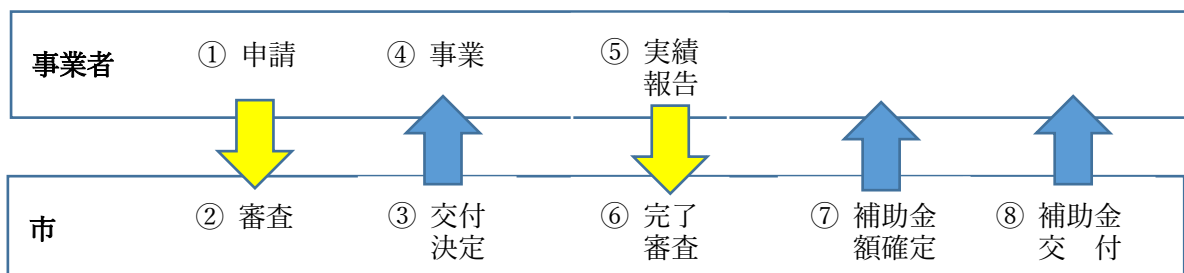 事業者
① 申請
④ 事業
⑤ 実績
報告
市
② 審査
③ 交付
決定
⑥ 完了
審査
⑦ 補助金
額確定
⑧ 補助金
交　付